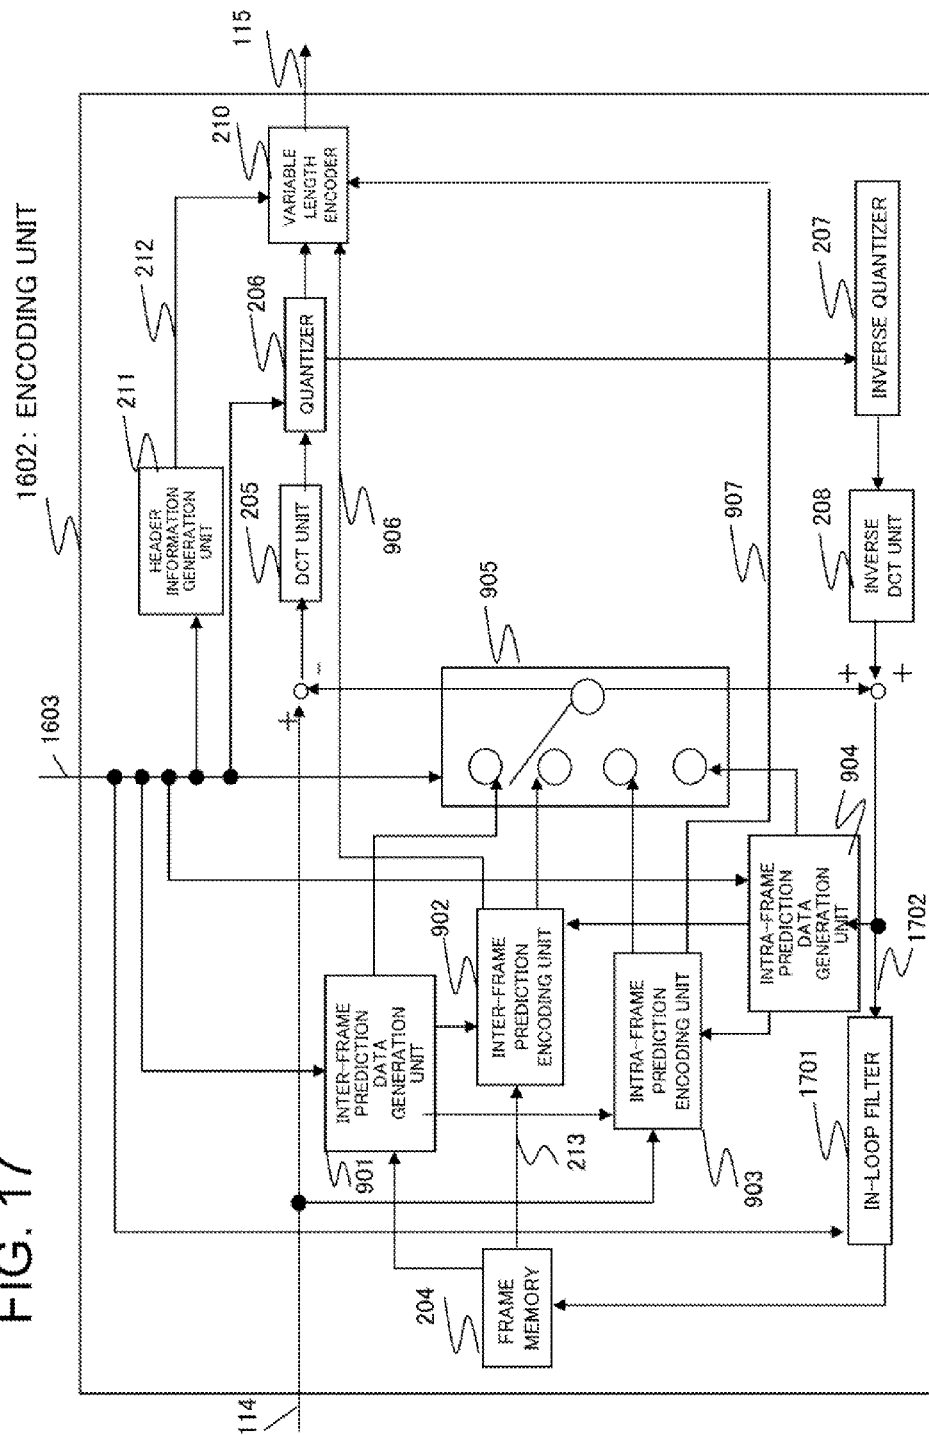 FIG. 17
1602: ENCODING UNIT
1603
114
115
211
HEADER
INFORMATION
GENERATION
UNIT
212
210
VARIABLE
LENGTH
ENCODER
205
DCT UNIT
206
QUANTIZER
+
-
906
905
907
901
INTER-FRAME
PREDICTION
DATA
GENERATION
UNIT
902
INTER-FRAME
PREDICTION
ENCODING UNIT
204
FRAME
MEMORY
213
903
INTRA-FRAME
PREDICTION
ENCODING UNIT
904
INTRA-FRAME
PREDICTION
DATA
GENERATION
UNIT
1701
IN-LOOP FILTER
1702
+
+
208
INVERSE
DCT UNIT
207
INVERSE QUANTIZER